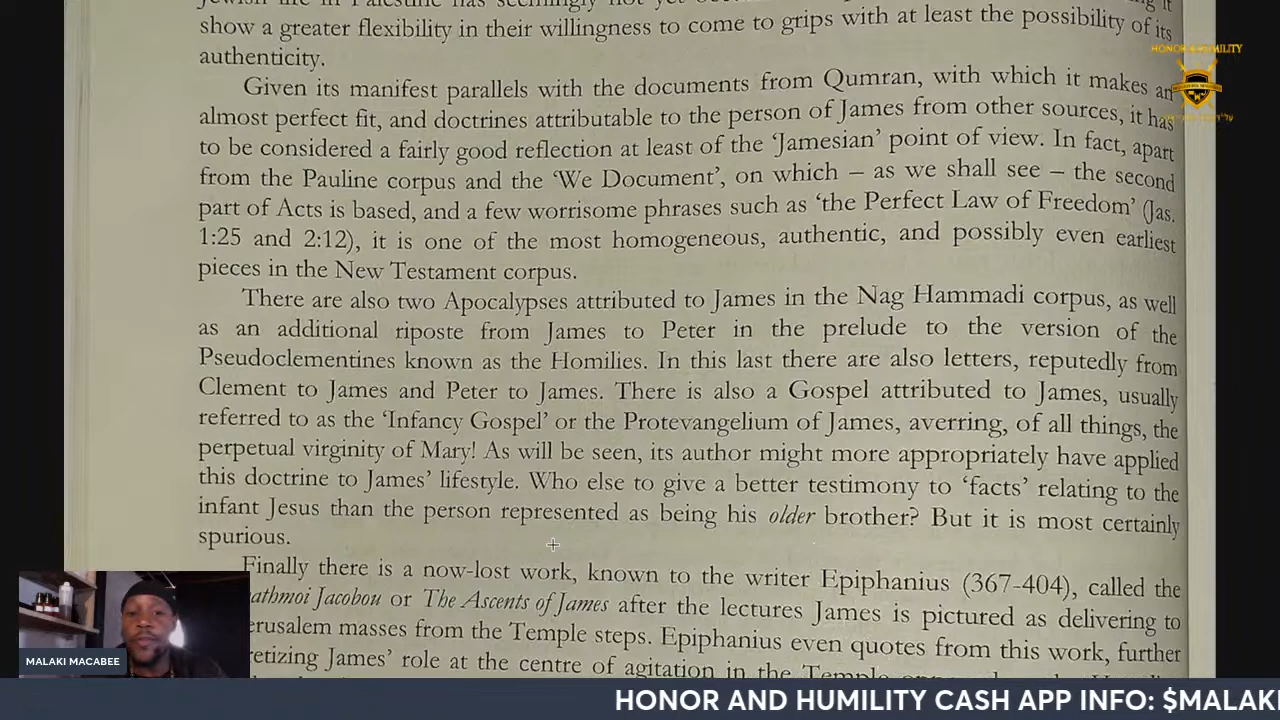 show a greater flexibility in their willingness to come to grips with at least the possibility of its
authenticity.
Given its manifest parallels with the documents from Qumran, with which it makes an
almost perfect fit, and doctrines attributable to the person of James from other sources, it has
to be considered a fairly good reflection at least of the ‘Jamesian’ point of view. In fact, apart
from the Pauline corpus and the ‘We Document’, on which – as we shall see – the second
part of Acts is based, and a few worrisome phrases such as ‘the Perfect Law of Freedom’ (Jas.
1:25 and 2:12), it is one of the most homogeneous, authentic, and possibly even earliest
pieces in the New Testament corpus.
There are also two Apocalypses attributed to James in the Nag Hammadi corpus, as well
as an additional riposte from James to Peter in the prelude to the version of the
Pseudoclementines known as the Homilies. In this last there are also letters, reputedly from
Clement to James and Peter to James. There is also a Gospel attributed to James, usually
referred to as the ‘Infancy Gospel’ or the Protevangelium of James, averring, of all things, the
perpetual virginity of Mary! As will be seen, its author might more appropriately have applied
this doctrine to James’ lifestyle. Who else to give a better testimony to ‘facts’ relating to the
infant Jesus than the person represented as being his older brother? But it is most certainly
spurious.
Finally there is a now-lost work, known to the writer Epiphanius (367-404), called the
Jacobou or The Ascents of James after the lectures James is pictured as delivering to
masses from the Temple steps. Epiphanius even quotes from this work, further
James’ role at the centre of agitation in the Temple
MALAKI MACABEE
HONOR AND HUMILITY CASH APP INFO: $MALAKI